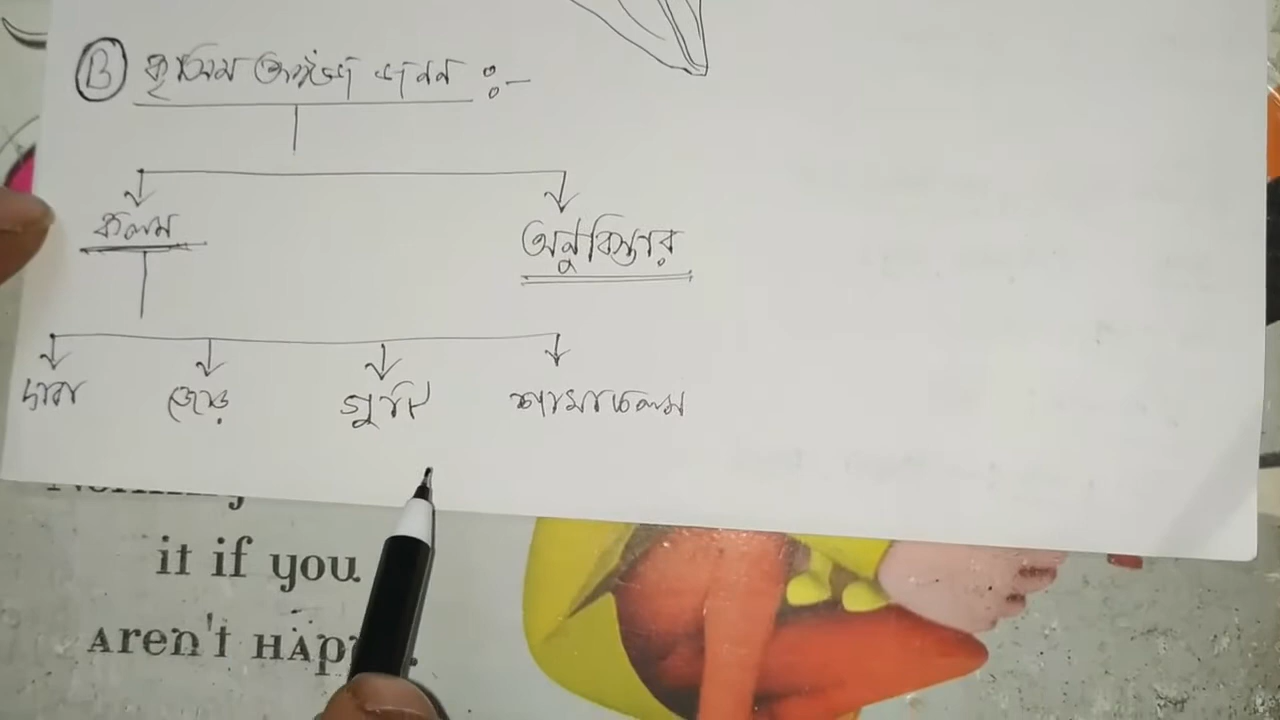 B কৃত্রিম অঙ্গজ জনন :-
কলম
অনুবিস্তার
দাবা জোড় গুটি শাখাকলম
it if you
aren't HAp